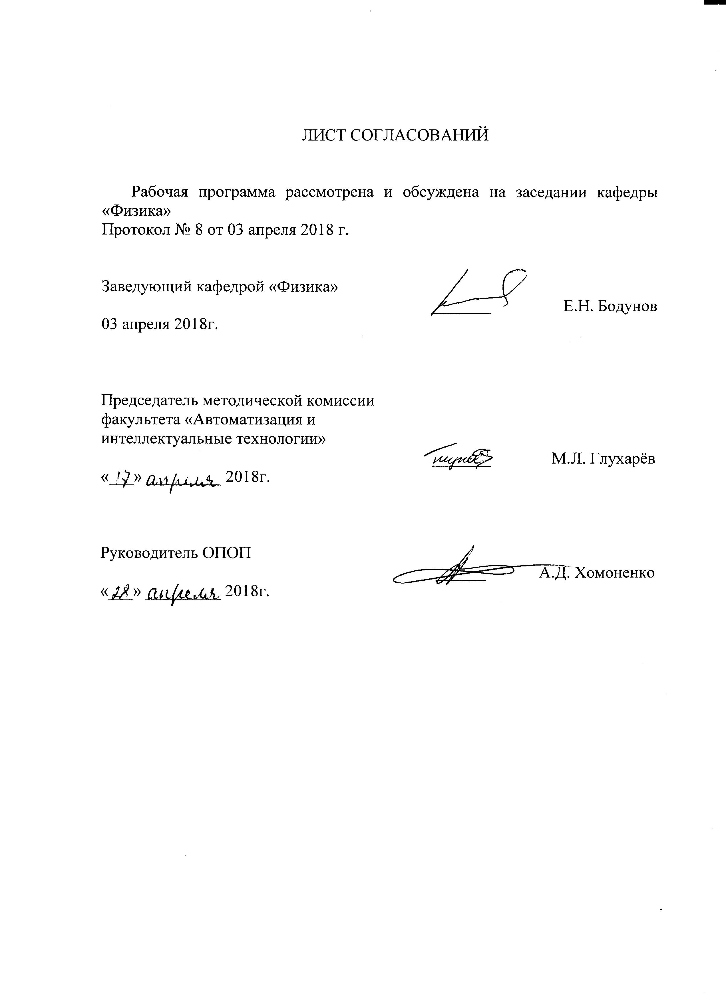 ЛИСТ СОГЛАСОВАНИЙ
Рабочая программа рассмотрена и обсуждена на заседании кафедры
«Физика»
Протокол № 8 от 03 апреля 2018 г.
Заведующий кафедрой «Физика»
Е.Н. Бодунов
03 апреля 2018г.
Председатель методической комиссии
факультета «Автоматизация и
интеллектуальные технологии»
М.Л. Глухарёв
«17» апреля 2018г.
Руководитель ОПОП
А.Д. Хомоненко
«28» апреля 2018г.